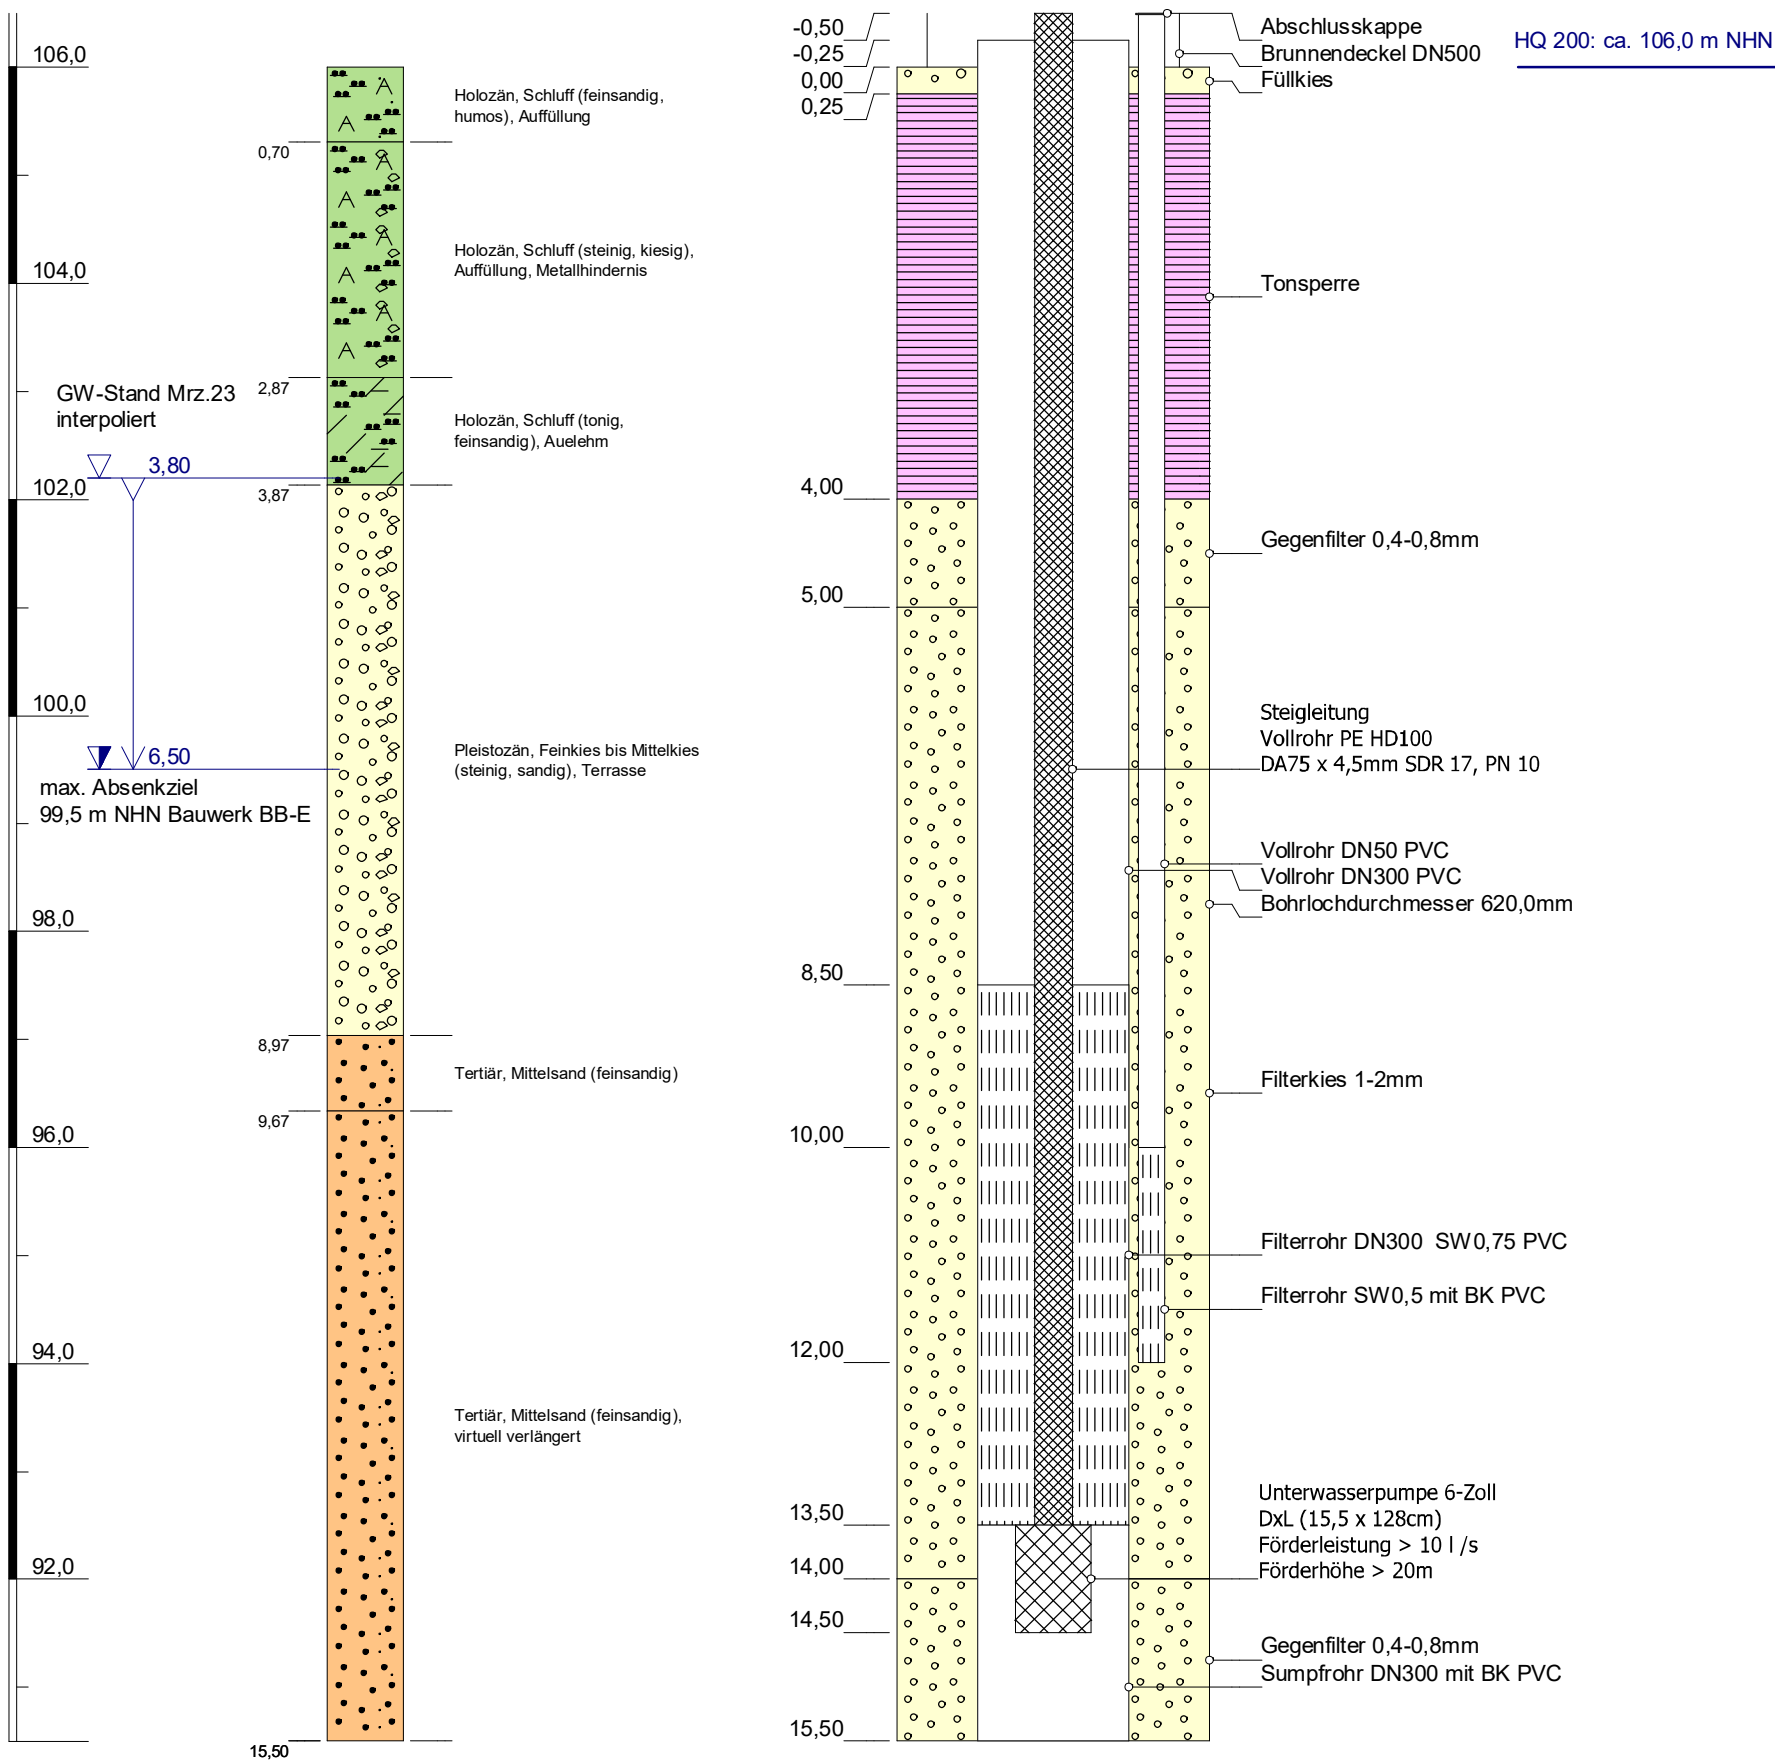 106,0
104,0
102,0
100,0
98,0
96,0
94,0
92,0
GW-Stand Mrz.23
interpoliert
3,80
6,50
max. Absenkziel
99,5 m NHN Bauwerk BB-E
0,70
2,87
3,87
8,97
9,67
15,50
Holozän, Schluff (feinsandig,
humos), Auffüllung
Holozän, Schluff (steinig, kiesig),
Auffüllung, Metallhindernis
Holozän, Schluff (tonig,
feinsandig), Auelehm
Pleistozän, Feinkies bis Mittelkies
(steinig, sandig), Terrasse
Tertiär, Mittelsand (feinsandig)
Tertiär, Mittelsand (feinsandig),
virtuell verlängert
-0,50
-0,25
0,00
0,25
4,00
5,00
8,50
10,00
12,00
13,50
14,00
14,50
15,50
Abschlusskappe
Brunnendeckel DN500
Füllkies
HQ 200: ca. 106,0 m NHN
Tonsperre
Gegenfilter 0,4-0,8mm
Steigleitung
Vollrohr PE HD100
DA75 x 4,5mm SDR 17, PN 10
Vollrohr DN50 PVC
Vollrohr DN300 PVC
Bohrlochdurchmesser 620,0mm
Filterkies 1-2mm
Filterrohr DN300 SW0,75 PVC
Filterrohr SW0,5 mit BK PVC
Unterwasserpumpe 6-Zoll
DxL (15,5 x 128cm)
Förderleistung > 10 l /s
Förderhöhe > 20m
Gegenfilter 0,4-0,8mm
Sumpfrohr DN300 mit BK PVC